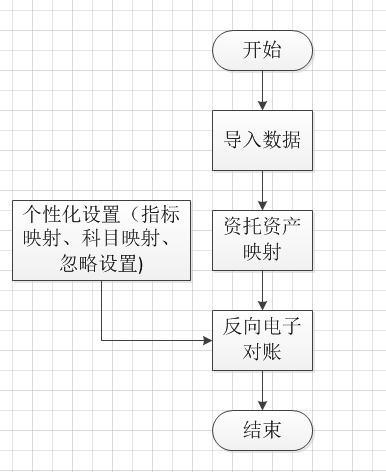 开始
导入数据
个性化设置（指标
映射、科目映射、
忽略设置)
资托资产
映射
反向电子
对账
结束